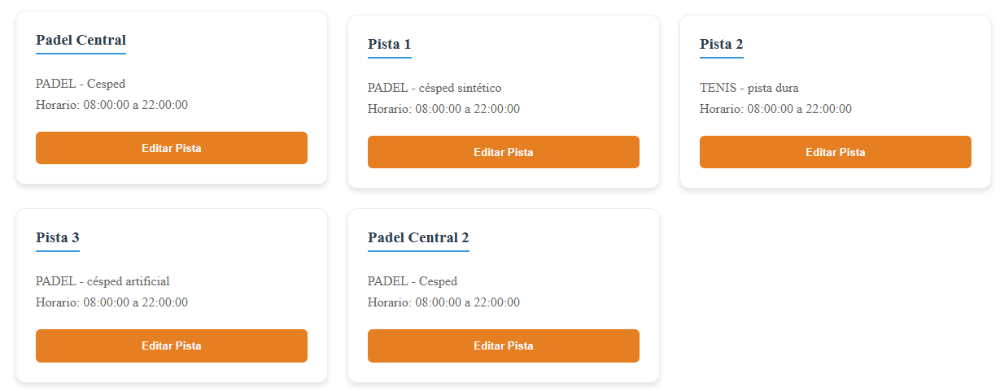 Padel Central
PADEL - Cesped
Horario: 08:00:00 a 22:00:00
Editar Pista
Pista 1
PADEL - césped sintético
Horario: 08:00:00 a 22:00:00
Editar Pista
Pista 2
TENIS - pista dura
Horario: 08:00:00 a 22:00:00
Editar Pista
Pista 3
PADEL - césped artificial
Horario: 08:00:00 a 22:00:00
Editar Pista
Padel Central 2
PADEL - Cesped
Horario: 08:00:00 a 22:00:00
Editar Pista